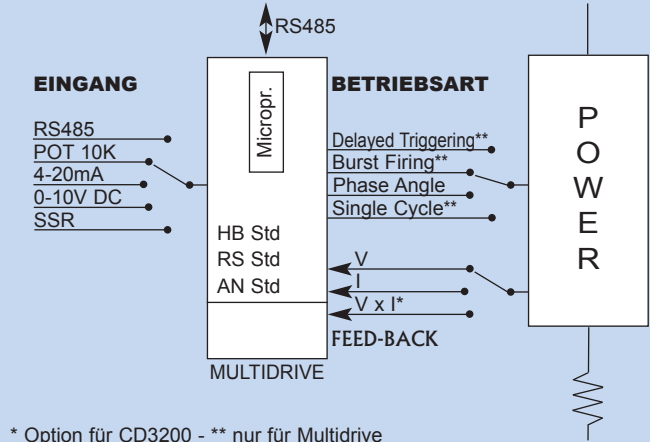 RS485
EINGANG
BETRIEBSART
Micropr.
RS485
POT 10K
4-20mA
0-10V DC
SSR
Delayed Triggering**
Burst Firing**
Phase Angle
Single Cycle**
HB Std
RS Std
AN Std
V
I
V x I*
FEED-BACK
MULTIDRIVE
POWER
* Option für CD3200 - ** nur für Multidrive